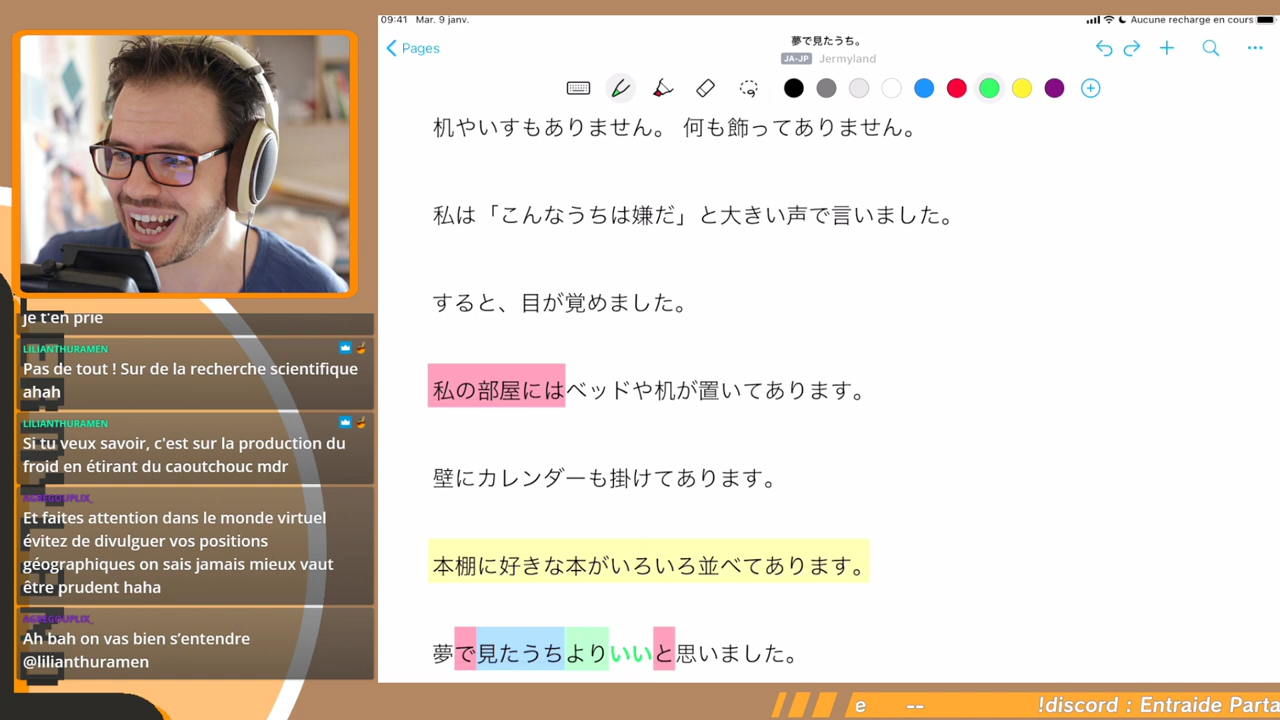 09:41 Mar. 9 janv.
Aucune recharge en cours
Pages
夢で見たうち。
JA-JP Jermyland
机やいすもありません。 何も飾ってありません。
私は「こんなうちは嫌だ」と大きい声で言いました。
すると、目が覚めました。
私の部屋にはベッドや机が置いてあります。
壁にカレンダーも掛けてあります。
本棚に好きな本がいろいろ並べてあります。
夢で見たうちよりいいと思いました。
je t'en prie
LILIANTHURAMEN
Pas de tout ! Sur de la recherche scientifique
ahah
LILIANTHURAMEN
Si tu veux savoir, c'est sur la production du
froid en étirant du caoutchouc mdr
AGREGOUPLIX_
Et faites attention dans le monde virtuel
évitez de divulguer vos positions
géographiques on sais jamais mieux vaut
être prudent haha
AGREGOUPLIX_
Ah bah on vas bien s’entendre
@lilianthuramen
e -- !discord : Entraide Parta